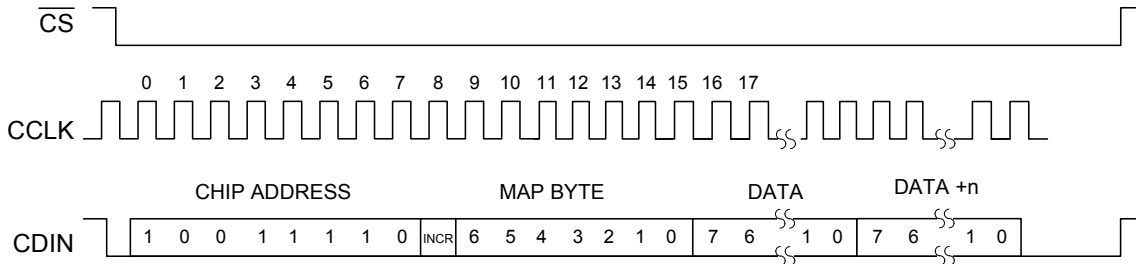 CS
0 1 2 3 4 5 6 7 8 9 10 11 12 13 14 15 16 17
CCLK
CHIP ADDRESS MAP BYTE DATA DATA +n
CDIN 1 0 0 1 1 1 1 0 INCR 6 5 4 3 2 1 0 7 6 1 0 7 6 1 0